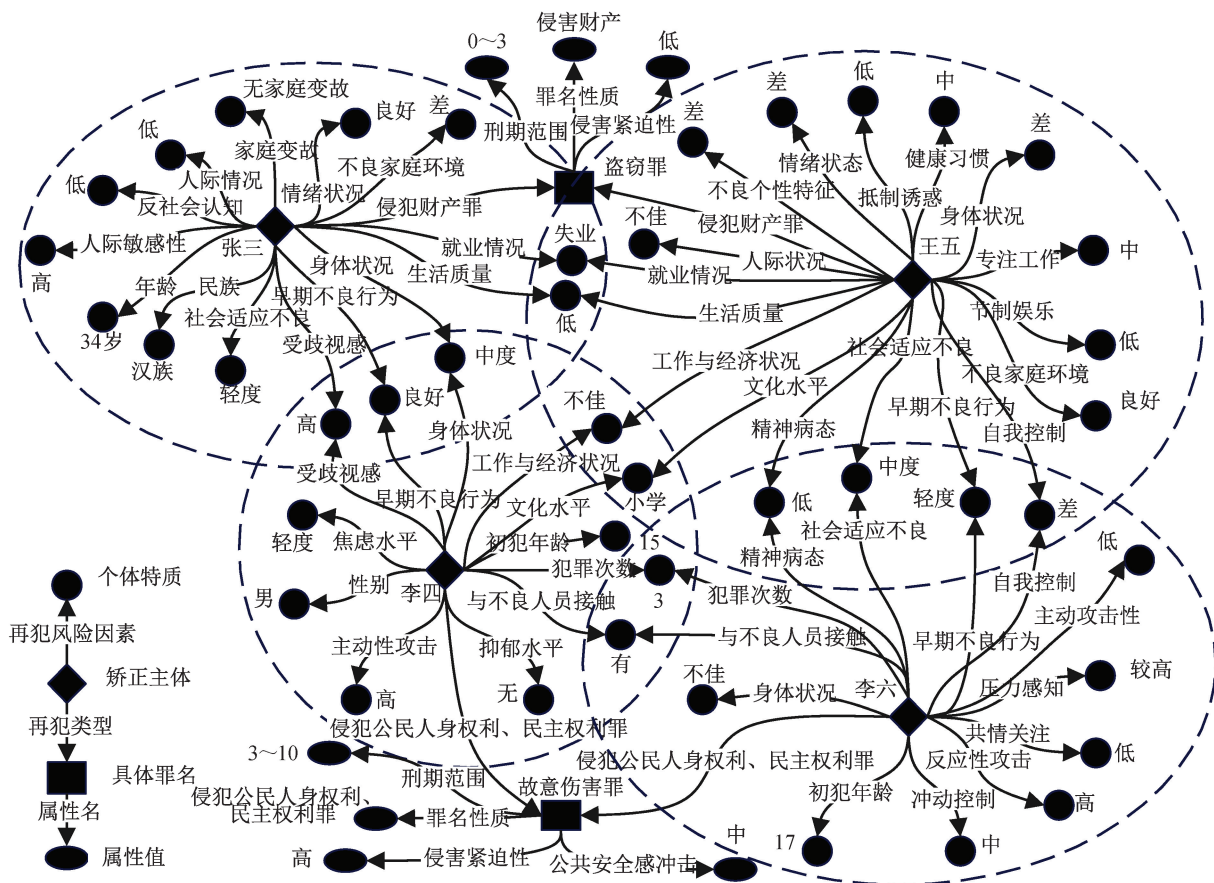 侵害财产
0～3
低
罪名性质
刑期范围
侵害紧迫性
盗窃罪
无家庭变故
良好
差
低
家庭变故
人际情况
情绪状况
不良家庭环境
低
反社会认知
侵犯财产罪
人际敏感性
张三
高
年龄
民族
身体状况
就业情况
生活质量
失业
低
34岁
汉族
社会适应不良
轻度
早期不良行为
受歧视感
中度
良好
高
差
差
低
中
差
情绪状态
健康习惯
不良个性特征
抵制诱惑
身体状况
侵犯财产罪
不佳
人际状况
王五
专注工作
中
就业情况
生活质量
节制娱乐
低
工作与经济状况
社会适应不良
不良家庭环境
文化水平
早期不良行为
良好
精神病态
自我控制
不佳
身体状况
工作与经济状况
受歧视感
早期不良行为
文化水平
小学
轻度
焦虑水平
初犯年龄
15
犯罪次数
3
李四
性别
男
与不良人员接触
有
主动性攻击
高
抑郁水平
无
侵犯公民人身权利、民主权利罪
低
中度
轻度
差
社会适应不良
精神病态
自我控制
低
犯罪次数
主动攻击性
与不良人员接触
早期不良行为
不佳
身体状况
李六
压力感知
较高
共情关注
低
侵犯公民人身权利、民主权利罪
反应性攻击
高
初犯年龄
17
冲动控制
中
3～10
刑期范围
故意伤害罪
侵犯公民人身权利、
民主权利罪
罪名性质
高
侵害紧迫性
公共安全感冲击
中
个体特质
再犯风险因素
矫正主体
再犯类型
具体罪名
属性名
属性值